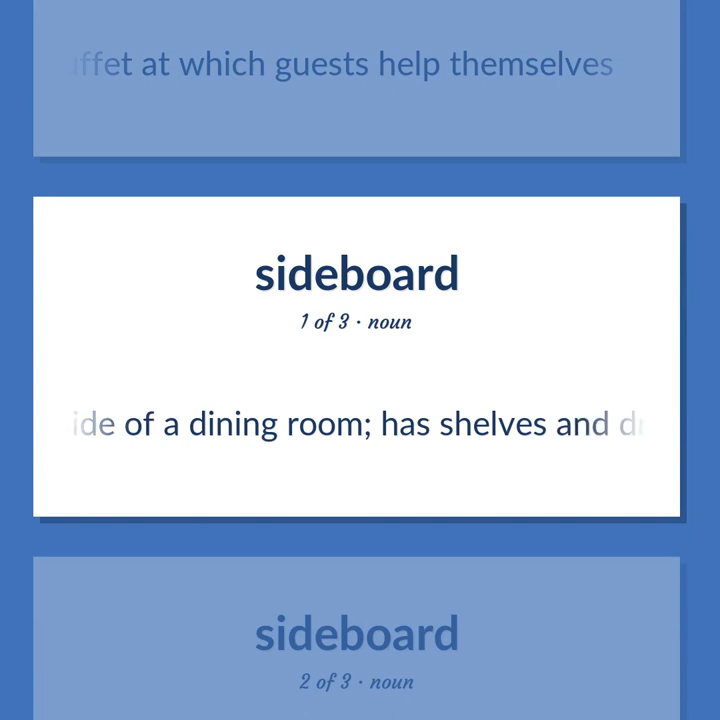 at which guests help themselves
sideboard
1 of 3 · noun
of a dining room; has shelves and
sideboard
2 of 3 · noun